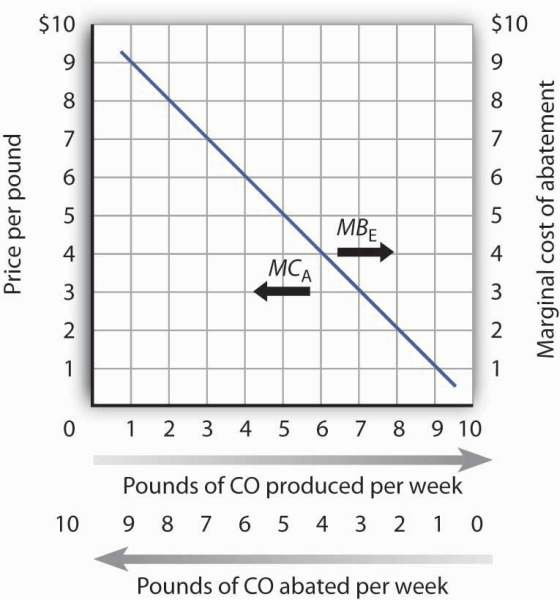 $10 $10
9 9
8 8
7 7
6 6
5 5
MBE
4 4
MCA
3 3
2 2
1 1
Price per pound
Marginal cost of abatement
0 1 2 3 4 5 6 7 8 9 10
Pounds of CO produced per week
10 9 8 7 6 5 4 3 2 1 0
Pounds of CO abated per week